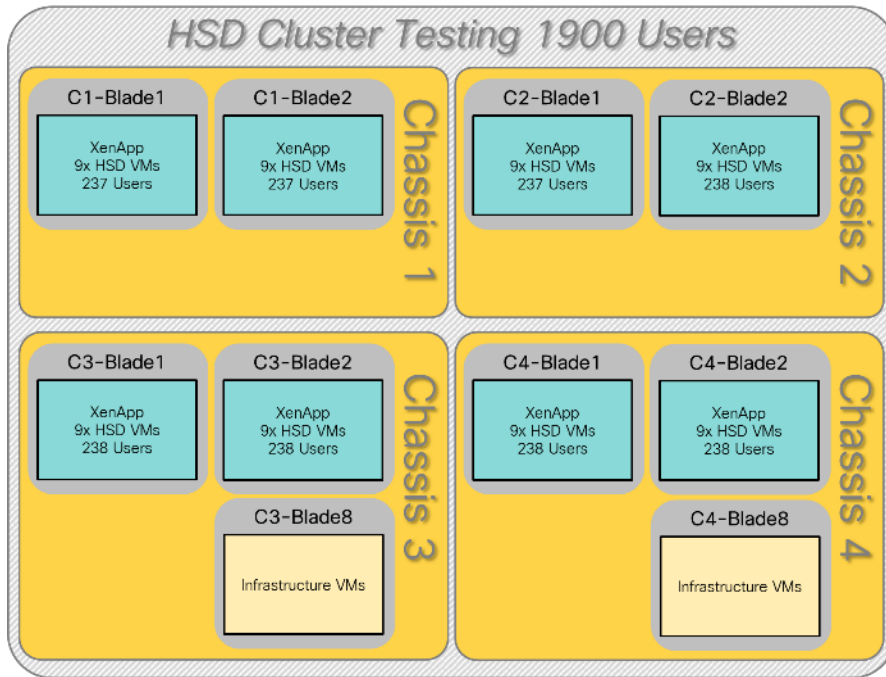 HSD Cluster Testing 1900 Users
C1-Blade1
XenApp
9x HSD VMs
237 Users
C1-Blade2
XenApp
9x HSD VMs
237 Users
Chassis 1
C2-Blade1
XenApp
9x HSD VMs
237 Users
C2-Blade2
XenApp
9x HSD VMs
238 Users
Chassis 2
C3-Blade1
XenApp
9x HSD VMs
238 Users
C3-Blade2
XenApp
9x HSD VMs
238 Users
C3-Blade8
Infrastructure VMs
Chassis 3
C4-Blade1
XenApp
9x HSD VMs
238 Users
C4-Blade2
XenApp
9x HSD VMs
238 Users
C4-Blade8
Infrastructure VMs
Chassis 4